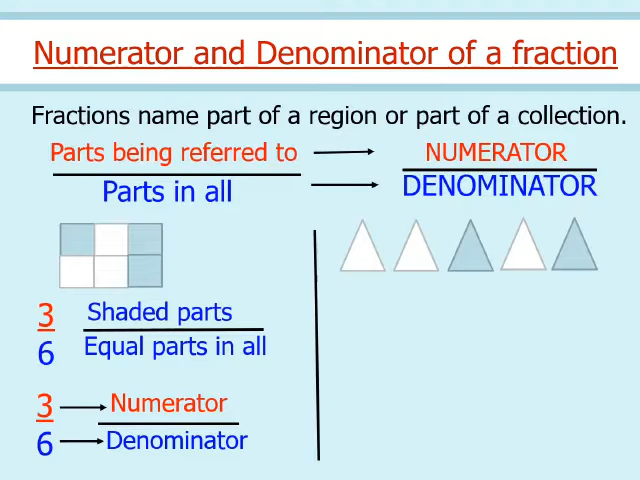 Numerator and Denominator of a fraction
Fractions name part of a region or part of a collection.
Parts being referred to
NUMERATOR
Parts in all
DENOMINATOR
3
Shaded parts
6
Equal parts in all
3
Numerator
6
Denominator